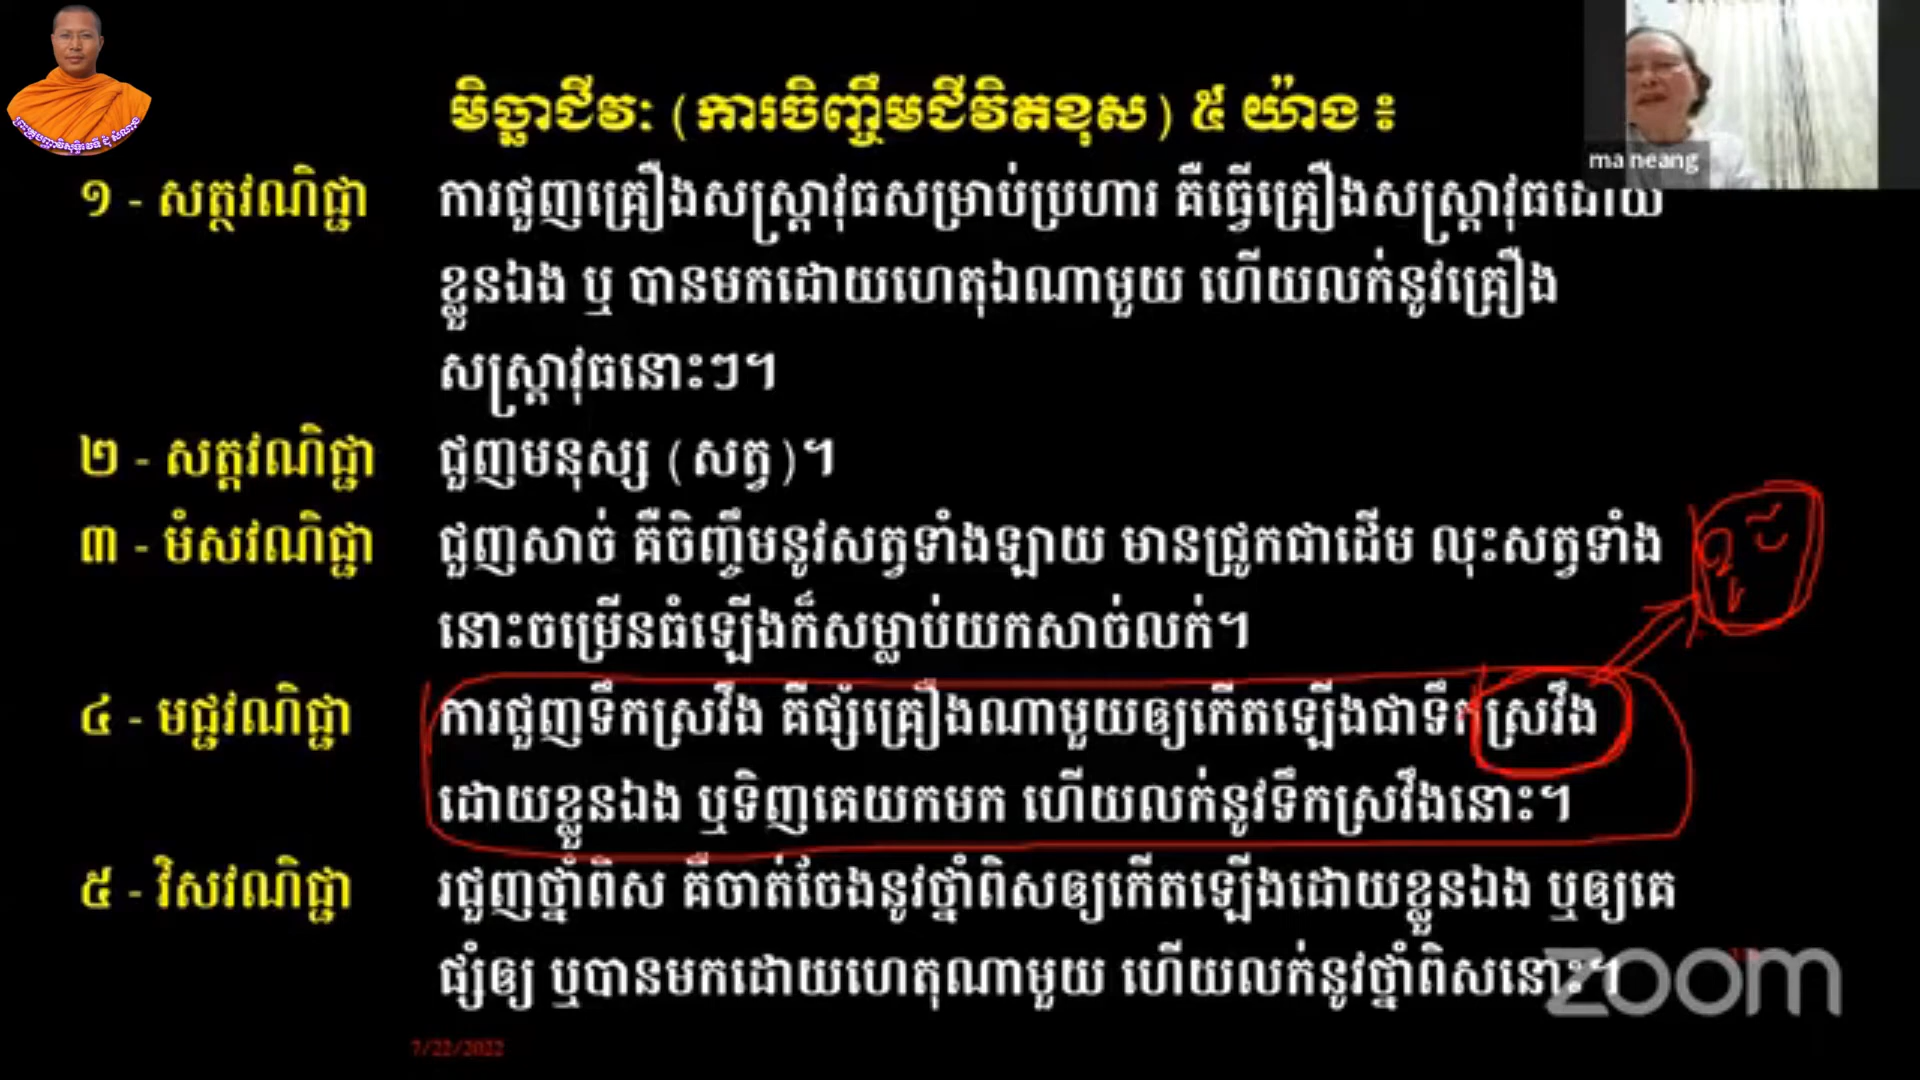 មិច្ឆាជីវៈ (ការចិញ្ចឹមជីវិតខុស) ៥ យ៉ាង ៖
ma neang
១ - សត្ថវណិជ្ជា ការជួញគ្រឿងសស្ត្រាវុធសម្រាប់ប្រហារ គឺធ្វើគ្រឿងសស្ត្រាវុធដោយ
ខ្លួនឯង ឬ បានមកដោយហេតុឯណាមួយ ហើយលក់នូវគ្រឿង
សស្ត្រាវុធនោះៗ។
២ - សត្តវណិជ្ជា ជួញមនុស្ស (សត្វ)។
៣ - មំសវណិជ្ជា ជួញសាច់ គឺចិញ្ចឹមនូវសត្វទាំងឡាយ មានជ្រូកជាដើម លុះសត្វទាំង
នោះចម្រើនធំឡើងក៏សម្លាប់យកសាច់លក់។
៤ - មជ្ជវណិជ្ជា ការជួញទឹកស្រវឹង គឺផ្សំគ្រឿងណាមួយឲ្យកើតឡើងជាទឹកស្រវឹង
ដោយខ្លួនឯង ឬទិញគេយកមក ហើយលក់នូវទឹកស្រវឹងនោះ។
៥ - វិសវណិជ្ជា រជួញថ្នាំពិស គឺចាត់ចែងនូវថ្នាំពិសឲ្យកើតឡើងដោយខ្លួនឯង ឬឲ្យគេ
ផ្សំឲ្យ ឬបានមកដោយហេតុណាមួយ ហើយលក់នូវថ្នាំពិសនោះ។
zoom
7/22/2022